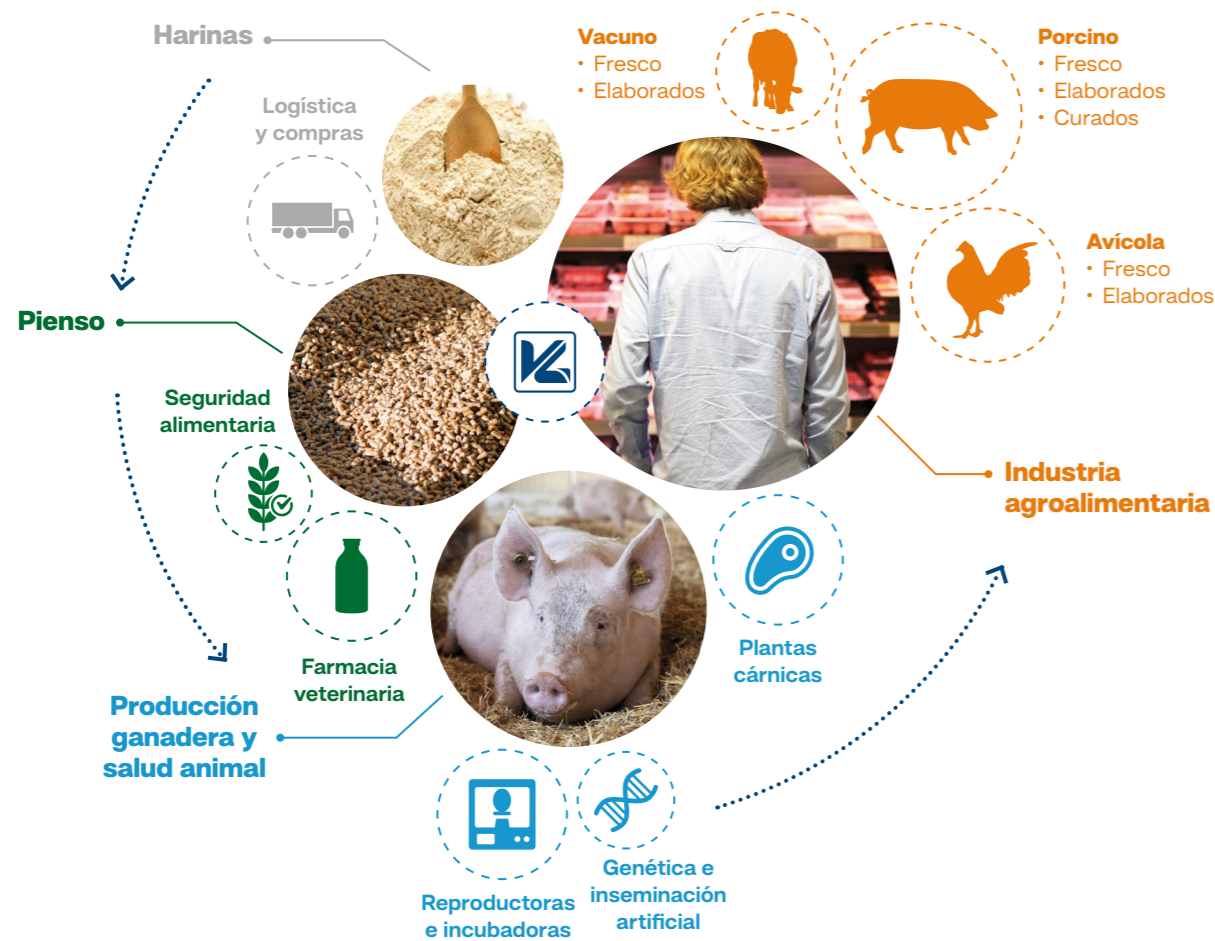 Harinas
Logística
y compras
Vacuno
• Fresco
• Elaborados
Porcino
• Fresco
• Elaborados
• Curados
Avícola
• Fresco
• Elaborados
Pienso
Seguridad
alimentaria
Farmacia
veterinaria
Industria
agroalimentaria
Plantas
cárnicas
Producción
ganadera y
salud animal
Reproductoras
e incubadoras
Genética e
inseminación
artificial